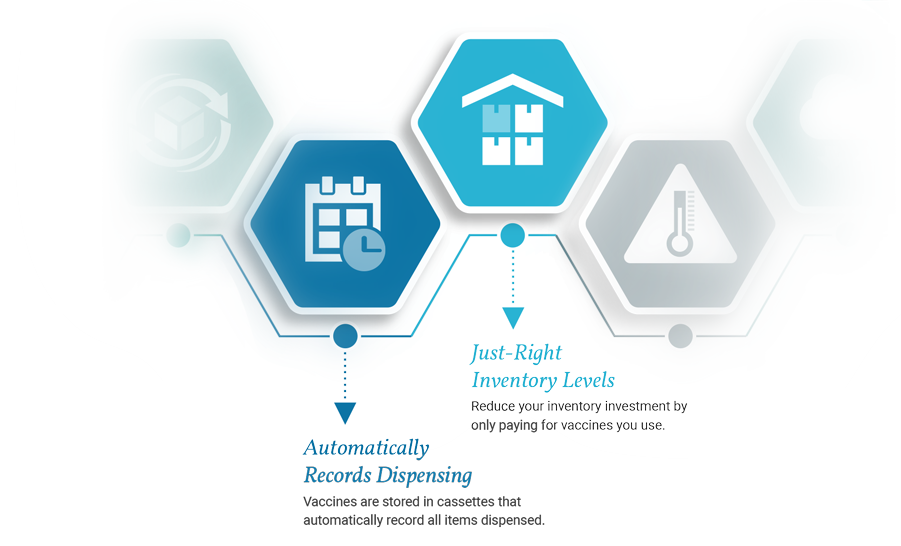 Just-Right
Inventory Levels
Reduce your inventory investment by
only paying for vaccines you use.
Automatically
Records Dispensing
Vaccines are stored in cassettes that
automatically record all items dispensed.